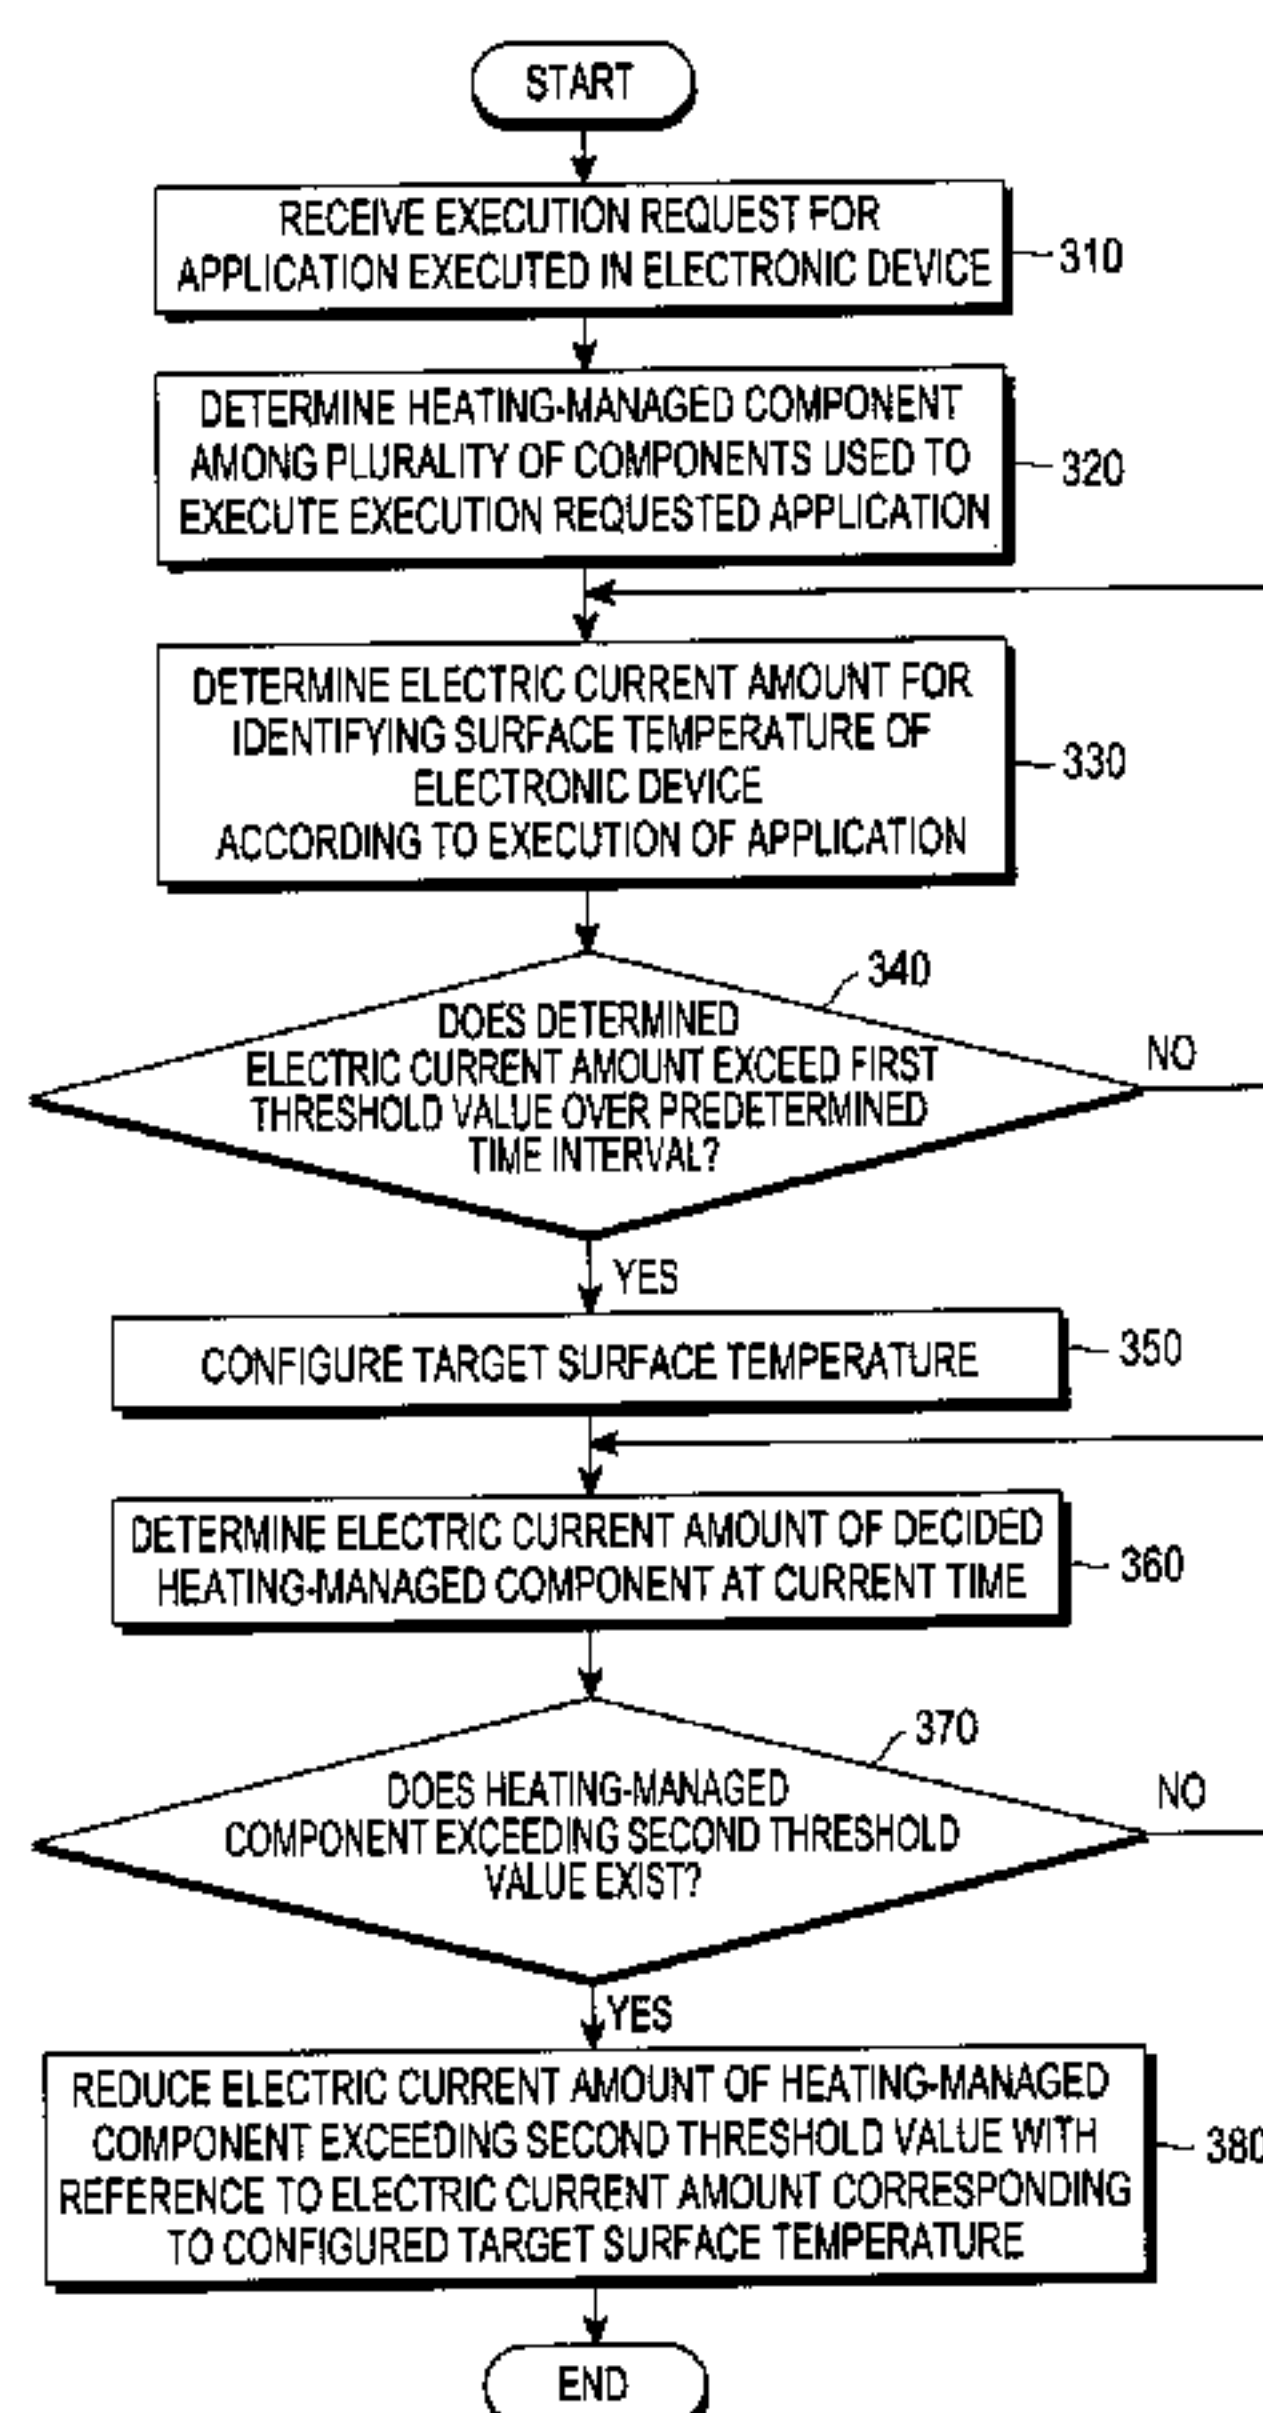 START
RECEIVE EXECUTION REQUEST FOR
APPLICATION EXECUTED IN ELECTRONIC DEVICE
310
DETERMINE HEATING-MANAGED COMPONENT
AMONG PLURALITY OF COMPONENTS USED TO
EXECUTE EXECUTION REQUESTED APPLICATION
320
DETERMINE ELECTRIC CURRENT AMOUNT FOR
IDENTIFYING SURFACE TEMPERATURE OF
ELECTRONIC DEVICE
ACCORDING TO EXECUTION OF APPLICATION
330
340
DOES DETERMINED
ELECTRIC CURRENT AMOUNT EXCEED FIRST
THRESHOLD VALUE OVER PREDETERMINED
TIME INTERVAL?
NO
YES
CONFIGURE TARGET SURFACE TEMPERATURE
350
DETERMINE ELECTRIC CURRENT AMOUNT OF DECIDED
HEATING-MANAGED COMPONENT AT CURRENT TIME
360
370
DOES HEATING-MANAGED
COMPONENT EXCEEDING SECOND THRESHOLD
VALUE EXIST?
NO
YES
REDUCE ELECTRIC CURRENT AMOUNT OF HEATING-MANAGED
COMPONENT EXCEEDING SECOND THRESHOLD VALUE WITH
REFERENCE TO ELECTRIC CURRENT AMOUNT CORRESPONDING
TO CONFIGURED TARGET SURFACE TEMPERATURE
380
END